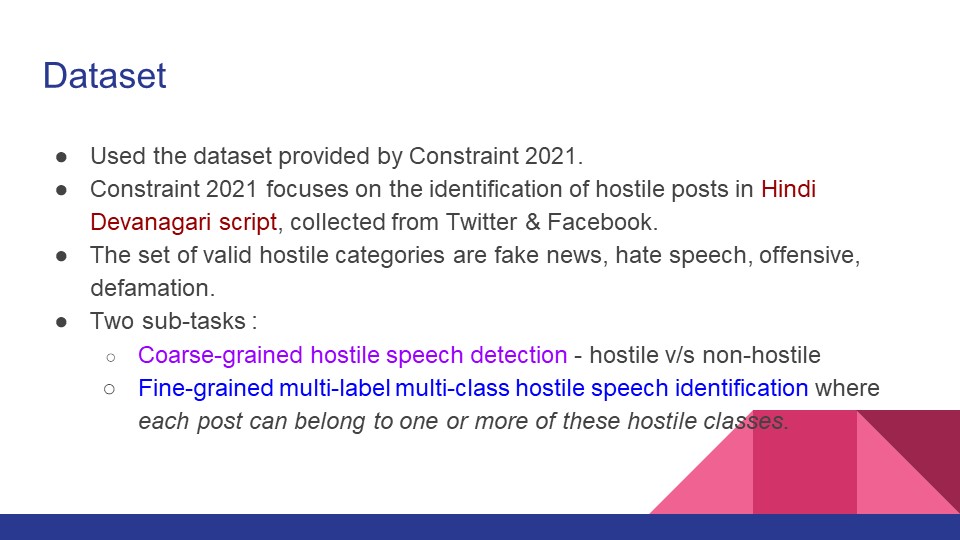 Dataset
● Used the dataset provided by Constraint 2021.
● Constraint 2021 focuses on the identification of hostile posts in Hindi
Devanagari script, collected from Twitter & Facebook.
● The set of valid hostile categories are fake news, hate speech, offensive,
defamation.
● Two sub-tasks :
○ Coarse-grained hostile speech detection - hostile v/s non-hostile
○ Fine-grained multi-label multi-class hostile speech identification where
each post can belong to one or more of these hostile classes.